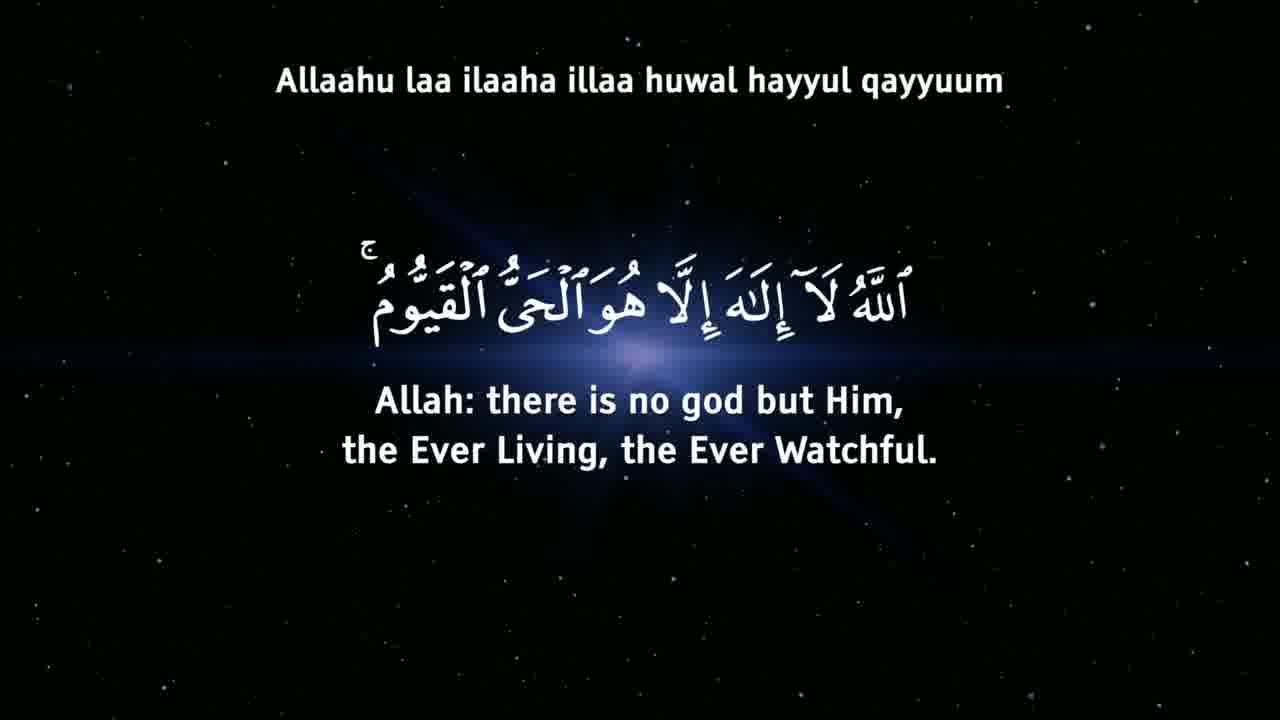 Allaahu laa ilaaha illaa huwal hayyul qayyuum
ٱللَّهُ لَآ إِلَـٰهَ إِلَّا هُوَ ٱلْحَىُّ ٱلْقَيُّومُ ۚ
Allah: there is no god but Him,
the Ever Living, the Ever Watchful.